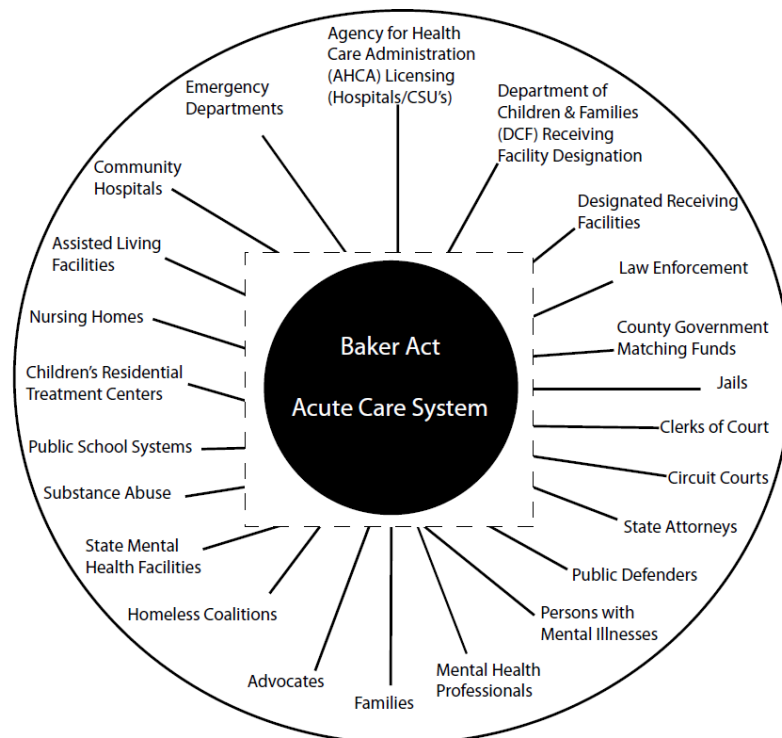 Agency for Health
Care Administration
(AHCA) Licensing
(Hospitals/CSU's)
Department of
Children & Families
(DCF) Receiving
Facility Designation
Designated Receiving
Facilities
Law Enforcement
County Government
Matching Funds
Jails
Clerks of Court
Circuit Courts
State Attorneys
Public Defenders
Persons with
Mental Illnesses
Mental Health
Professionals
Families
Advocates
Homeless Coalitions
State Mental
Health Facilities
Substance Abuse
Public School Systems
Children's Residential
Treatment Centers
Nursing Homes
Assisted Living
Facilities
Community
Hospitals
Emergency
Departments
Baker Act
Acute Care System